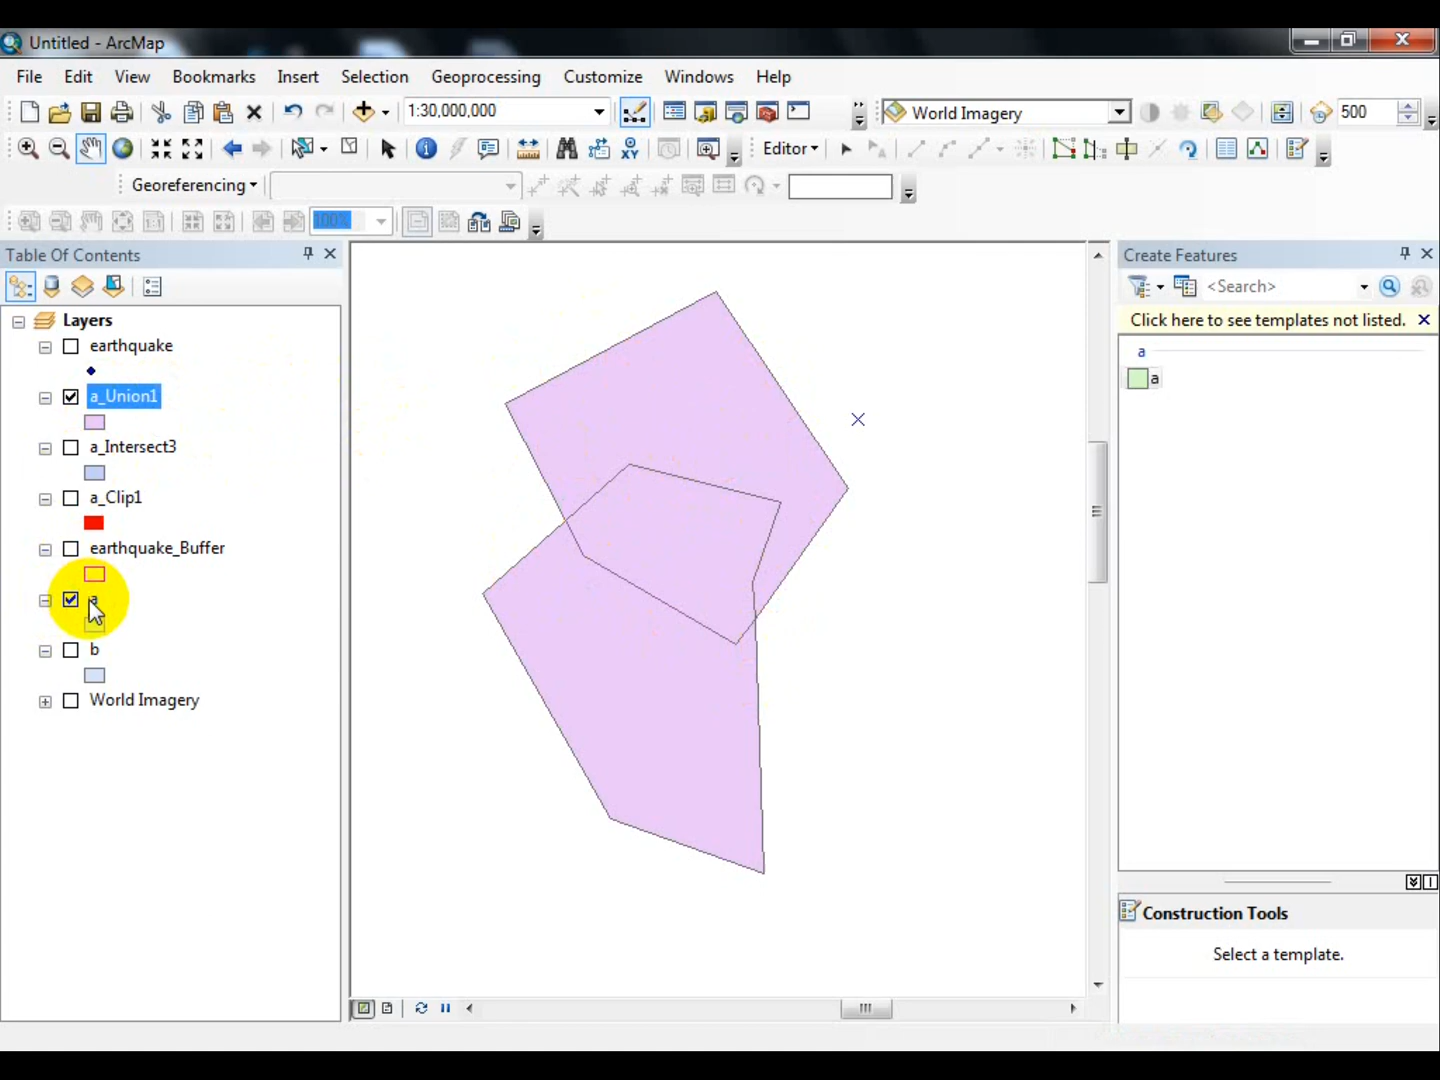 Untitled - ArcMap
File Edit View Bookmarks Insert Selection Geoprocessing Customize Windows Help
1:30,000,000
World Imagery
500
Editor
Georeferencing
100%
Table Of Contents
Layers
earthquake
a_Union1
a_Intersect3
a_Clip1
earthquake_Buffer
a
b
World Imagery
Create Features
<Search>
Click here to see templates not listed.
a
a
Construction Tools
Select a template.